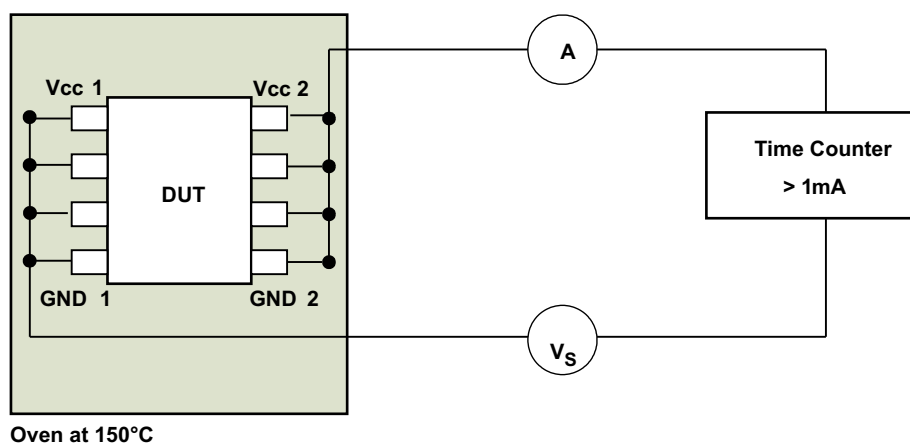 A
Vcc 1
Vcc 2
Time Counter
> 1mA
DUT
GND 1
GND 2
VS
Oven at 150°C